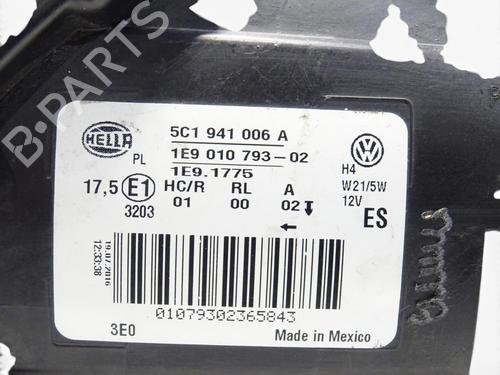 B-PARTS
HELLA
PL
5C1 941 006 A
1E9 010 793-02
1E9.1775
H4
W21/5W
12V
17,5 E1 HC/R RL A
3203 01 00 02
ES
19.07.2016
12:33:38
01079302365843
3E0
Made in Mexico